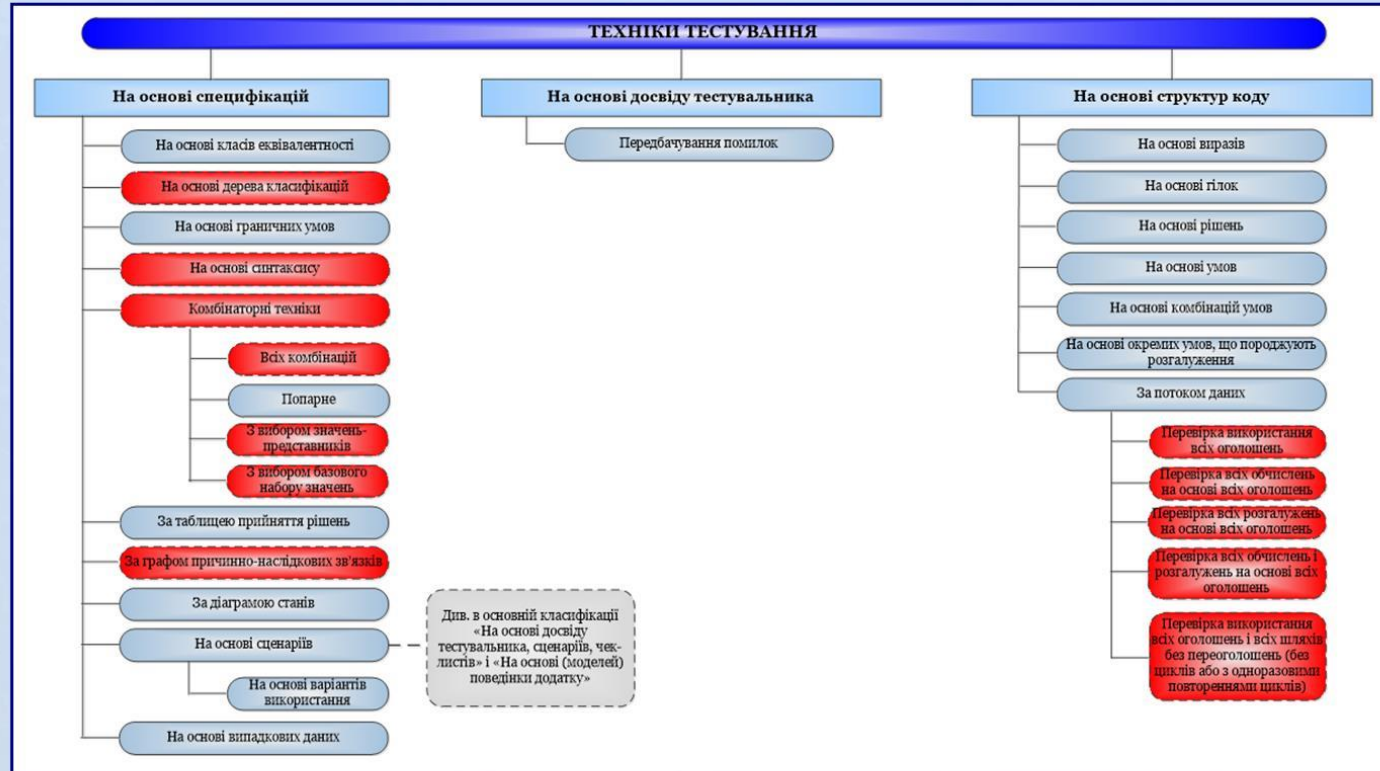 ТЕХНІКИ ТЕСТУВАННЯ
На основі специфікацій
На основі класів еквівалентності
На основі дерева класифікацій
На основі граничних умов
На основі синтаксису
Комбінаторні техніки
Всіх комбінацій
Попарне
З вибором значень-
представників
З вибором базового
набору значень
За таблицею прийняття рішень
За графом причинно-наслідкових зв'язків
За діаграмою станів
На основі сценаріїв
На основі варіантів
використання
На основі випадкових даних
Див. в основній класифікації
«На основі досвіду
тестувальника, сценаріїв, чек-
листів» і «На основі (моделей)
поведінки додатку»
На основі досвіду тестувальника
Передбачування помилок
На основі структур коду
На основі виразів
На основі гілок
На основі рішень
На основі умов
На основі комбінацій умов
На основі окремих умов, що породжують
розгалуження
За потоком даних
Перевірка використання
всіх оголошень
Перевірка всіх обчислень
на основі всіх оголошень
Перевірка всіх розгалужень
на основі всіх оголошень
Перевірка всіх обчислень і
розгалужень на основі всіх
оголошень
Перевірка використання
всіх оголошень і всіх шляхів
без переоголошень (без
циклів або з одноразовими
повтореннями циклів)